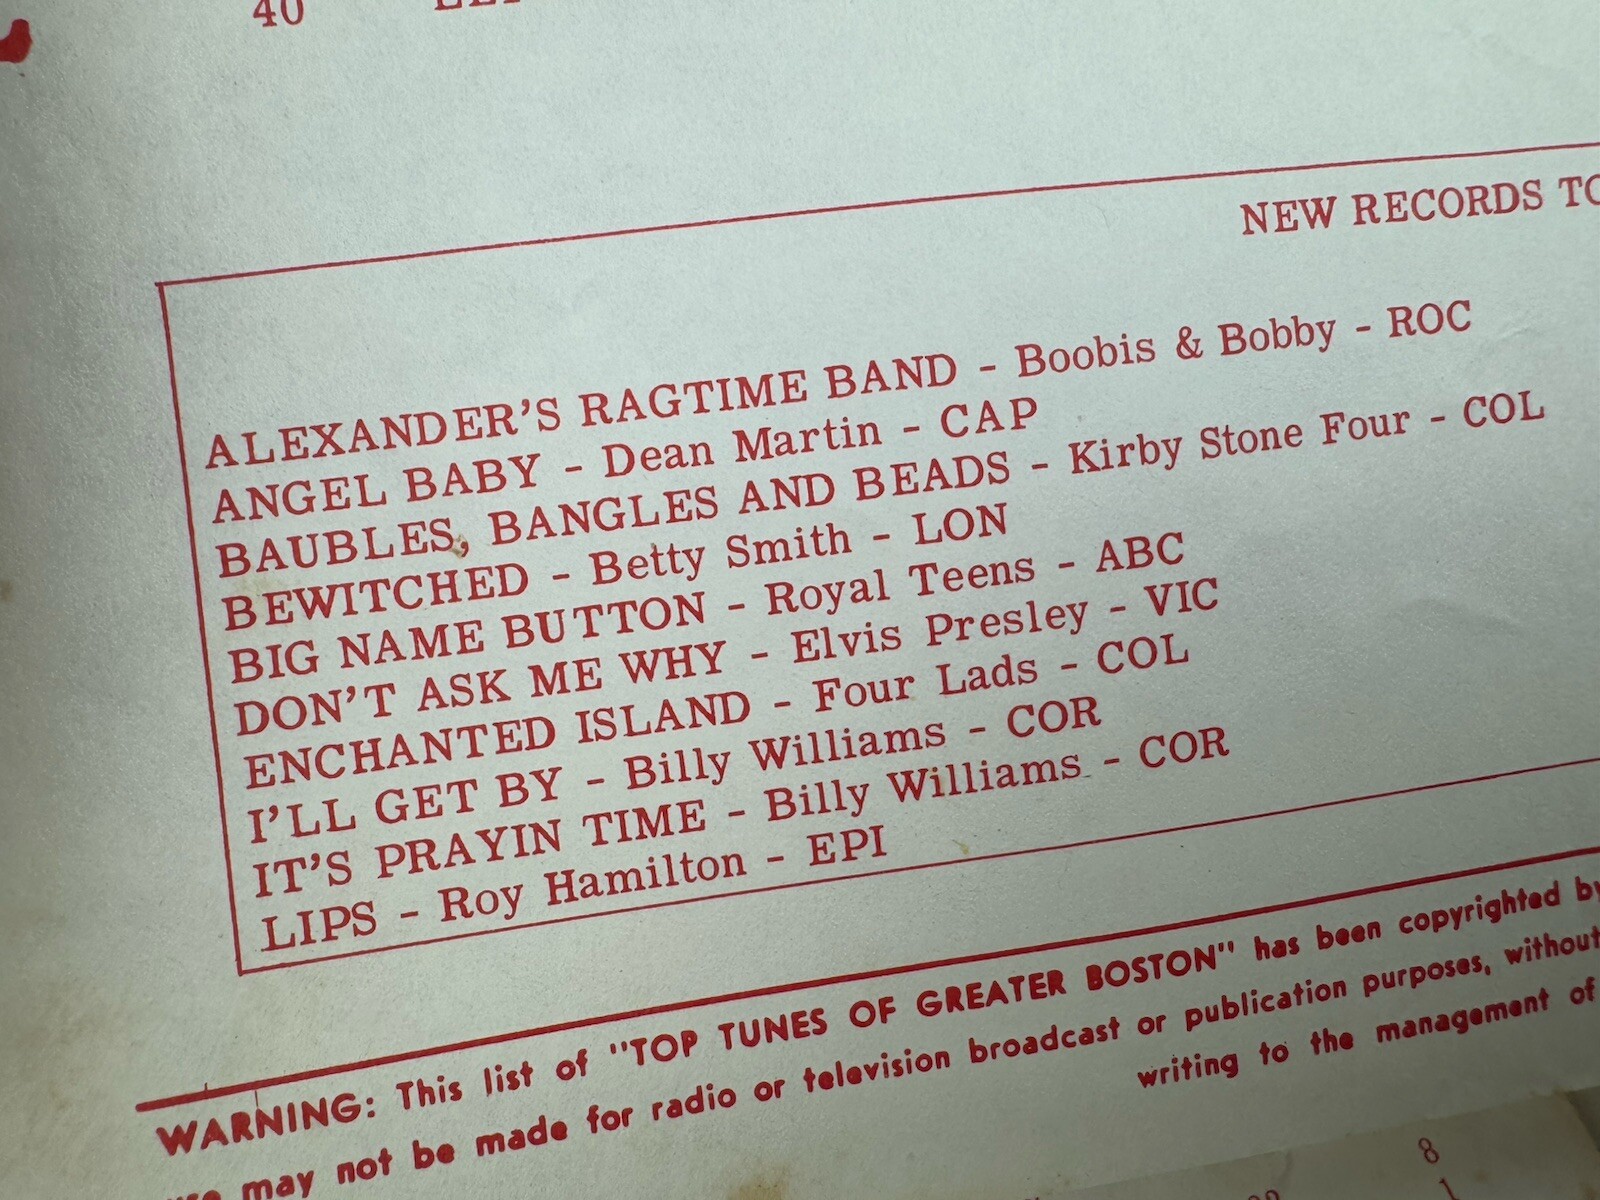 40
NEW RECORDS TO
ALEXANDER'S RAGTIME BAND - Boobis & Bobby - ROC
ANGEL BABY - Dean Martin - CAP
BAUBLES, BANGLES AND BEADS - Kirby Stone Four - COL
BEWITCHED - Betty Smith - LON
BIG NAME BUTTON - Royal Teens - ABC
DON'T ASK ME WHY - Elvis Presley - VIC
ENCHANTED ISLAND - Four Lads - COL
I'LL GET BY - Billy Williams - COR
IT'S PRAYIN TIME - Billy Williams - COR
LIPS - Roy Hamilton - EPI
WARNING: This list of "TOP TUNES OF GREATER BOSTON" has been copyrighted by
may not be made for radio or television broadcast or publication purposes, without
writing to the management of
8
1